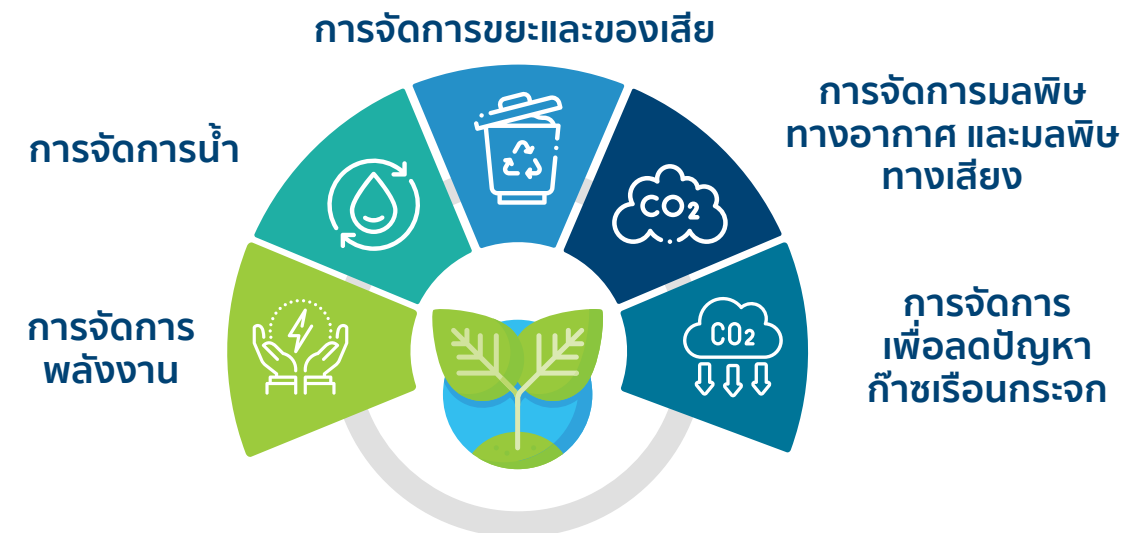 การจัดการขยะและของเสีย
การจัดการน้ำ
การจัดการมลพิษ
ทางอากาศ และมลพิษ
ทางเสียง
การจัดการ
พลังงาน
การจัดการ
เพื่อลดปัญหา
ก๊าซเรือนกระจก
CO2
CO2